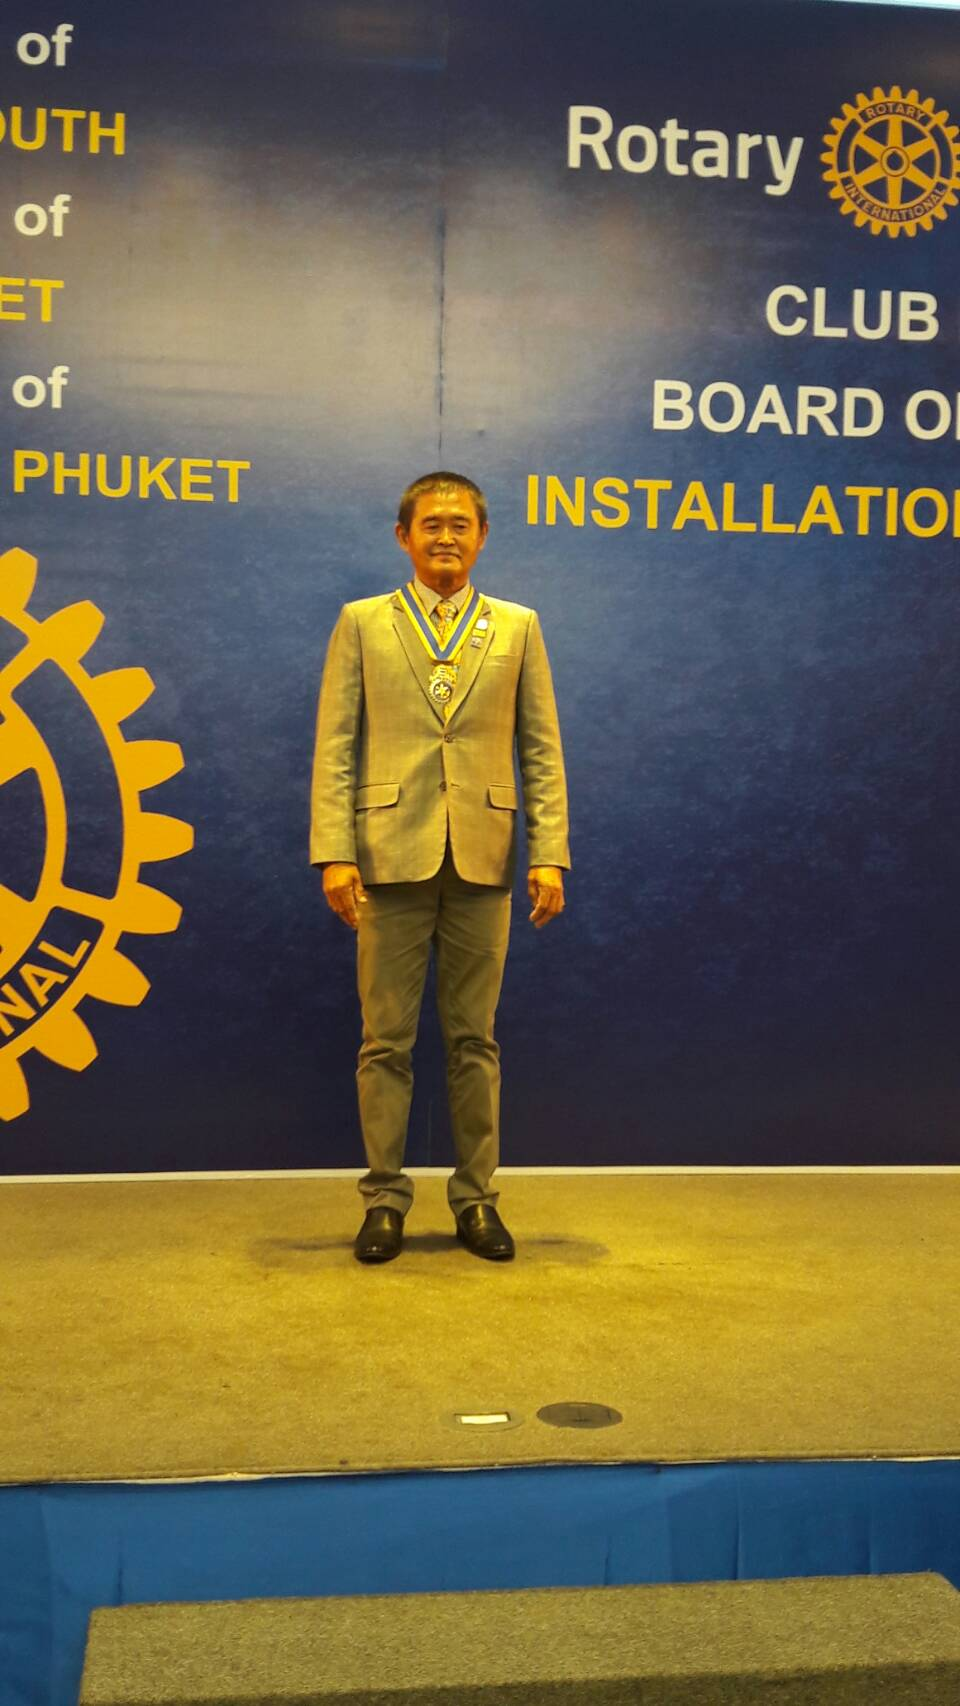 of
OUTH
of
ET
of
PHUKET
NAL
Rotary
ROTARY
INTERNATIONAL
CLUB
BOARD O
INSTALLATIO